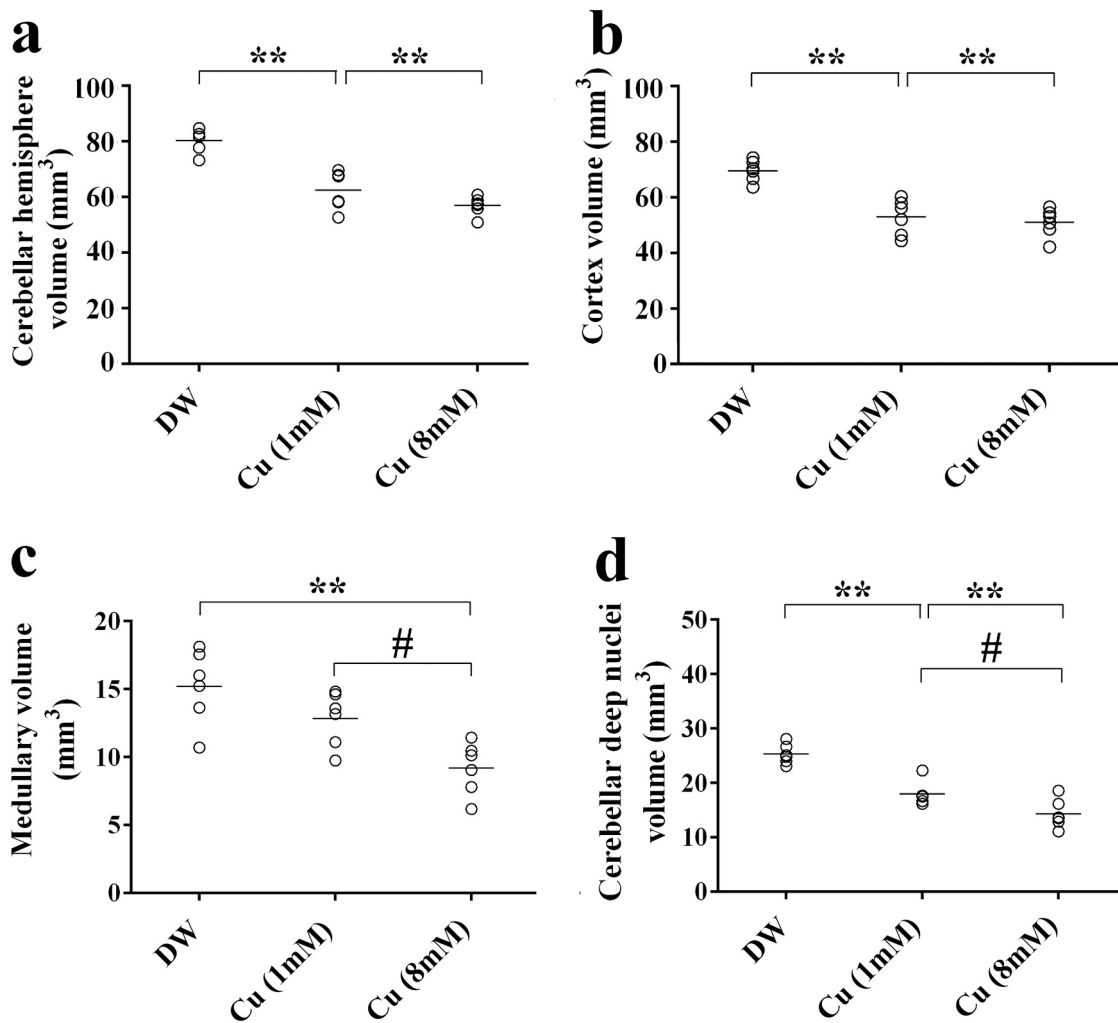 a
** **
Cerebellar hemisphere
volume (mm³)
100
80
60
40
20
0
DW
Cu (1mM)
Cu (8mM)
b
** **
Cortex volume (mm³)
100
80
60
40
20
0
DW
Cu (1mM)
Cu (8mM)
c
**
#
Medullary volume
(mm³)
20
15
10
5
0
DW
Cu (1mM)
Cu (8mM)
d
** **
#
Cerebellar deep nuclei
volume (mm³)
50
40
30
20
10
0
DW
Cu (1mM)
Cu (8mM)